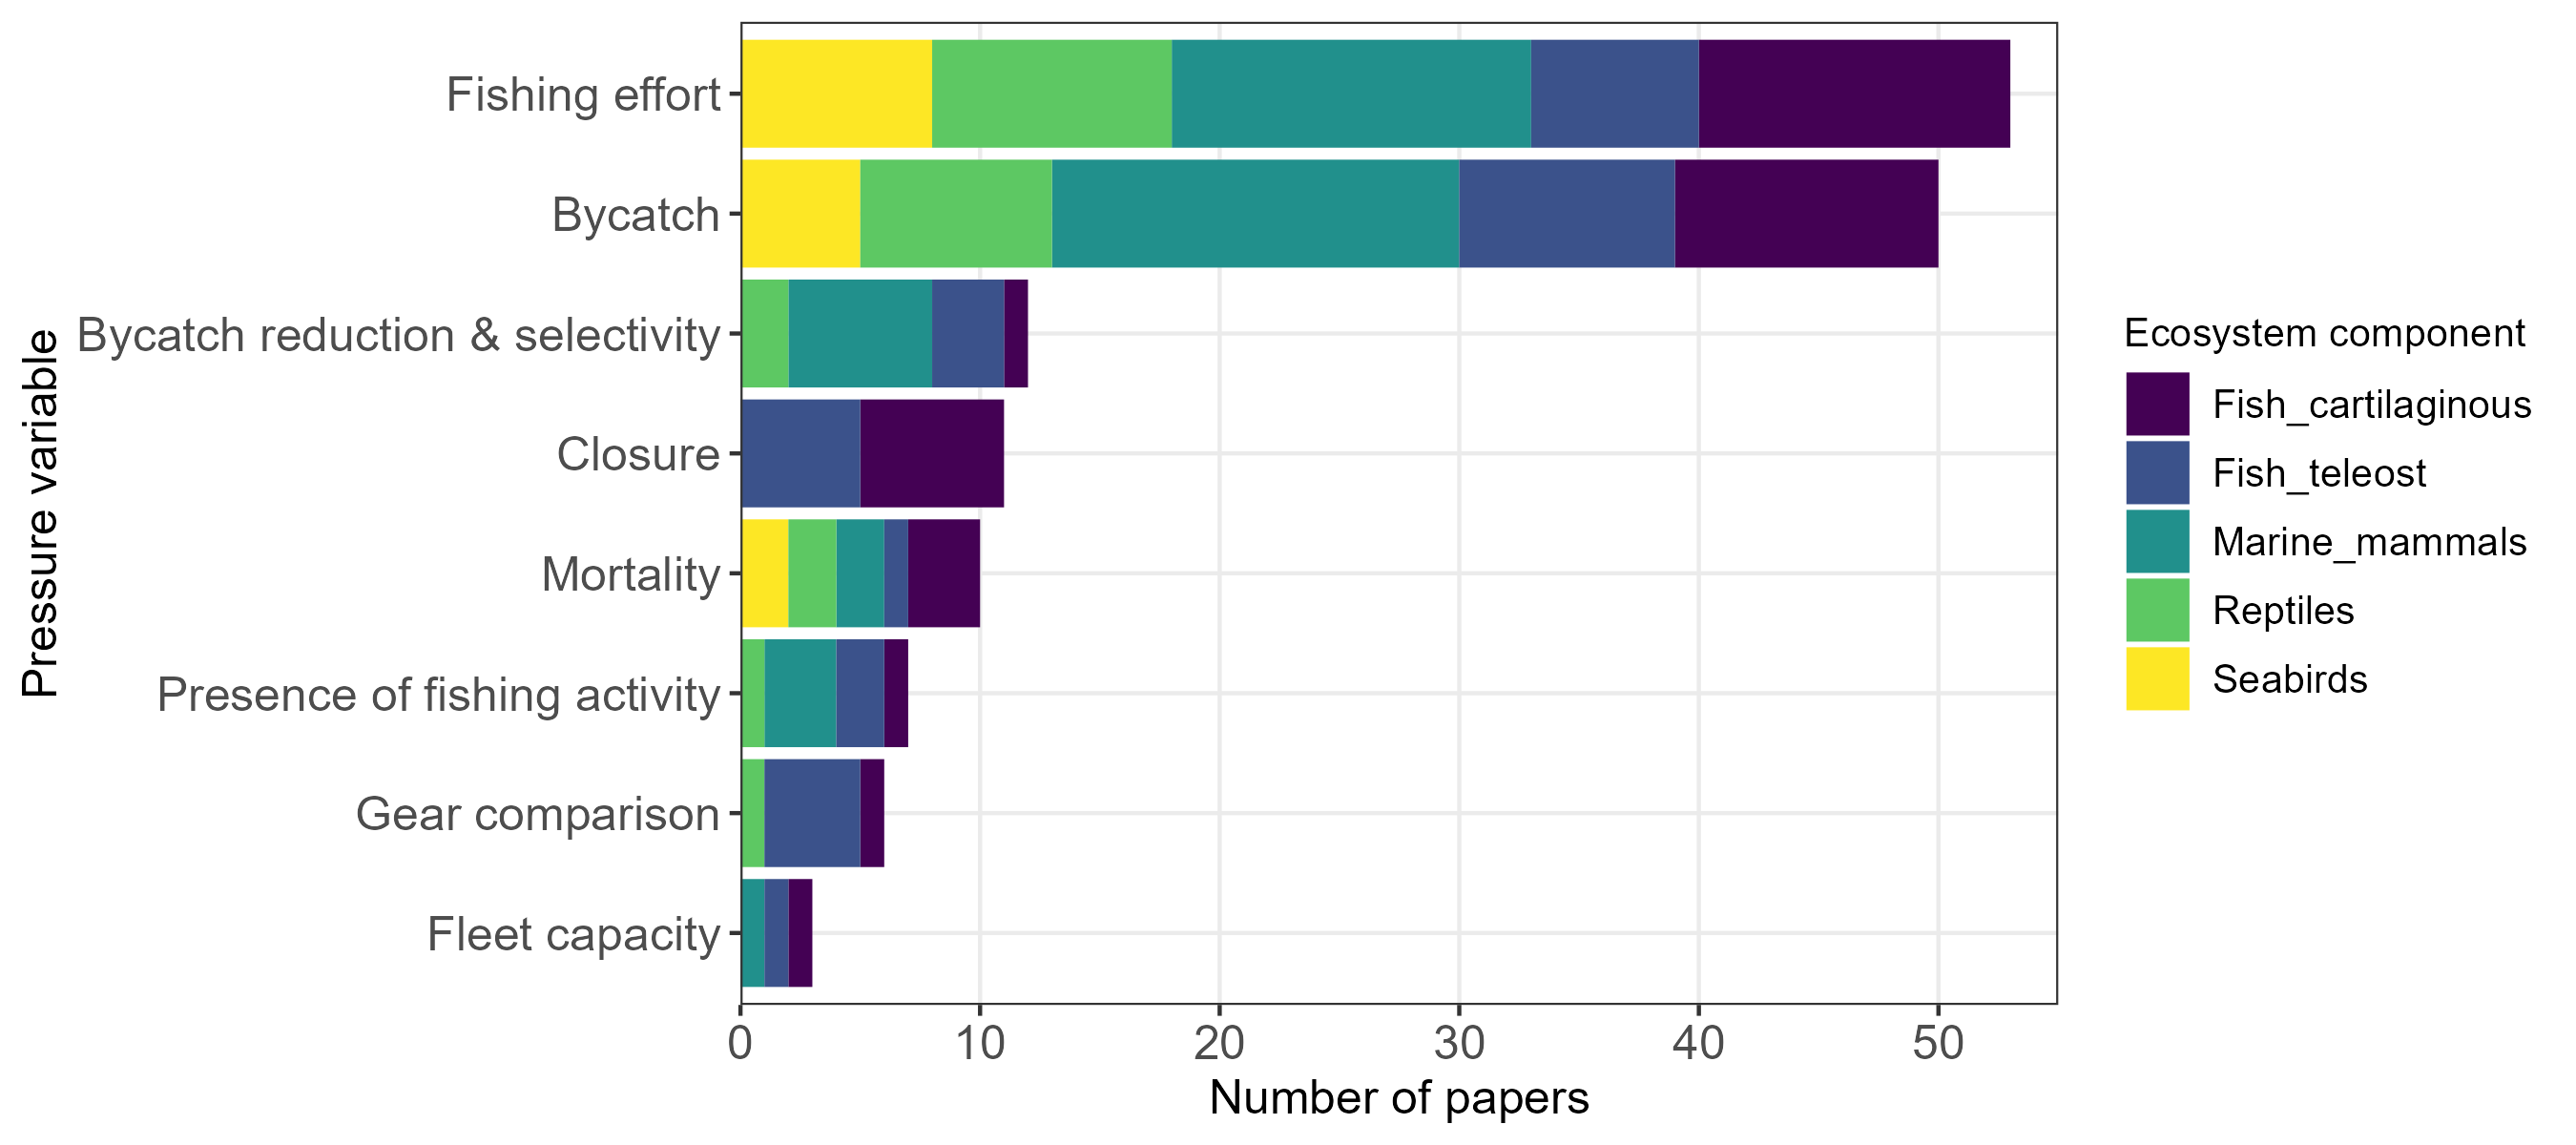 Pressure variable
Fishing effort
Bycatch
Bycatch reduction & selectivity
Closure
Mortality
Presence of fishing activity
Gear comparison
Fleet capacity
0 10 20 30 40 50
Number of papers
Ecosystem component
Fish_cartilaginous
Fish_teleost
Marine_mammals
Reptiles
Seabirds